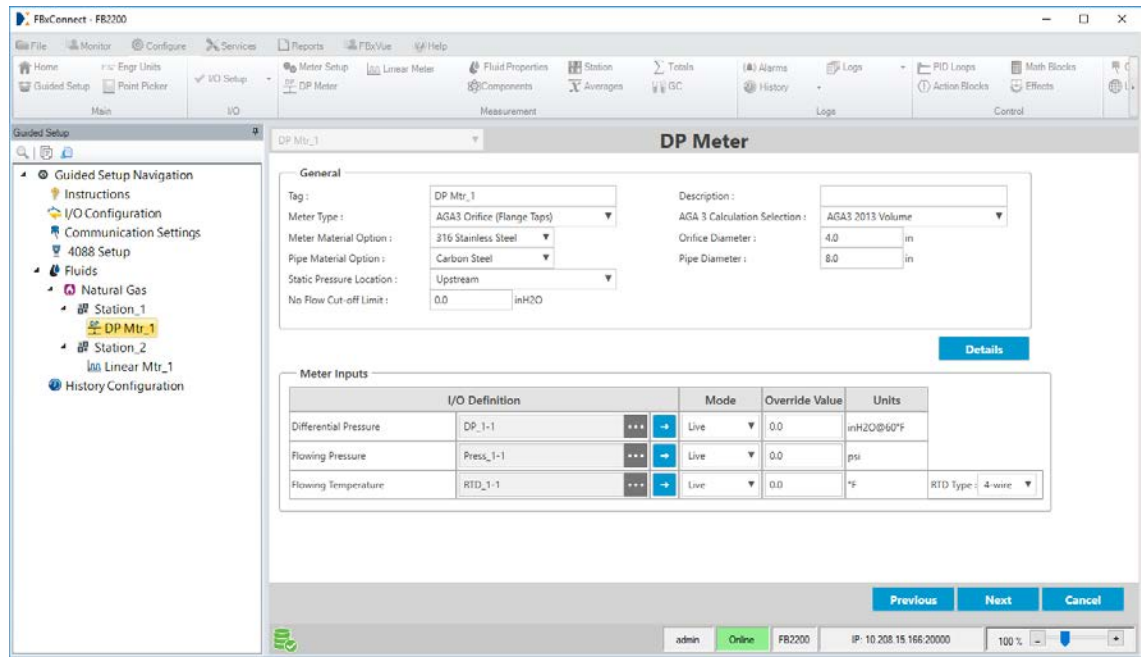 FBxConnect - FB2200
File Monitor Configure Services Reports FBxVue Help
Home Engr Units I/O Setup Meter Setup Linear Meter Fluid Properties Station Totals Alarms Logs PID Loops Math Blocks
Guided Setup Point Picker DP Meter Components Averages GC History Action Blocks Effects
Main I/O Measurement Logs Control
Guided Setup
DP Mtr_1
DP Meter
Guided Setup Navigation
Instructions
I/O Configuration
Communication Settings
4088 Setup
Fluids
Natural Gas
Station_1
DP Mtr_1
Station_2
Linear Mtr_1
History Configuration
General
Tag : DP Mtr_1 Description :
Meter Type : AGA3 Orifice (Flange Taps) AGA 3 Calculation Selection : AGA3 2013 Volume
Meter Material Option : 316 Stainless Steel Orifice Diameter : 4.0 in
Pipe Material Option : Carbon Steel Pipe Diameter : 8.0 in
Static Pressure Location : Upstream
No Flow Cut-off Limit : 0.0 inH2O
Details
Meter Inputs
I/O Definition Mode Override Value Units
Differential Pressure DP_1-1 ... Live 0.0 inH2O@60°F
Flowing Pressure Press_1-1 ... Live 0.0 psi
Flowing Temperature RTD_1-1 ... Live 0.0 °F RTD Type : 4-wire
Previous Next Cancel
admin Online FB2200 IP: 10.208.15.166:20000 100 % - +